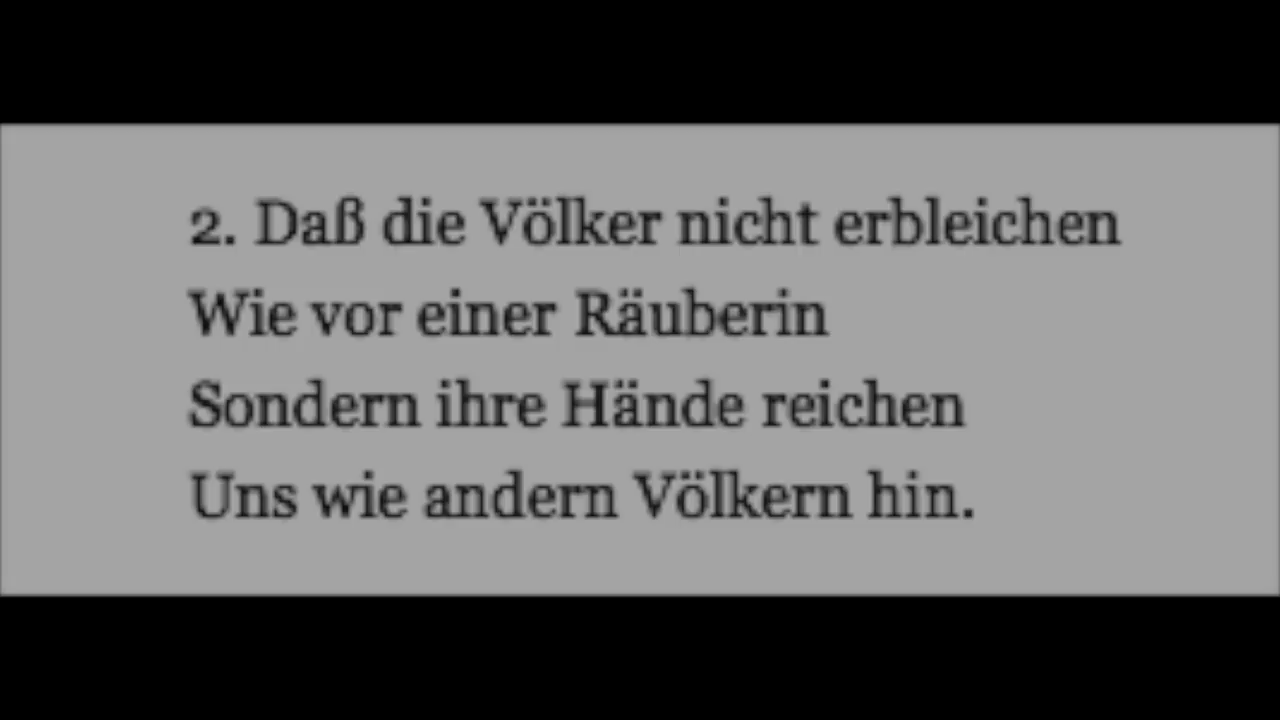 2. Daß die Völker nicht erbleichen
Wie vor einer Räuberin
Sondern ihre Hände reichen
Uns wie andern Völkern hin.